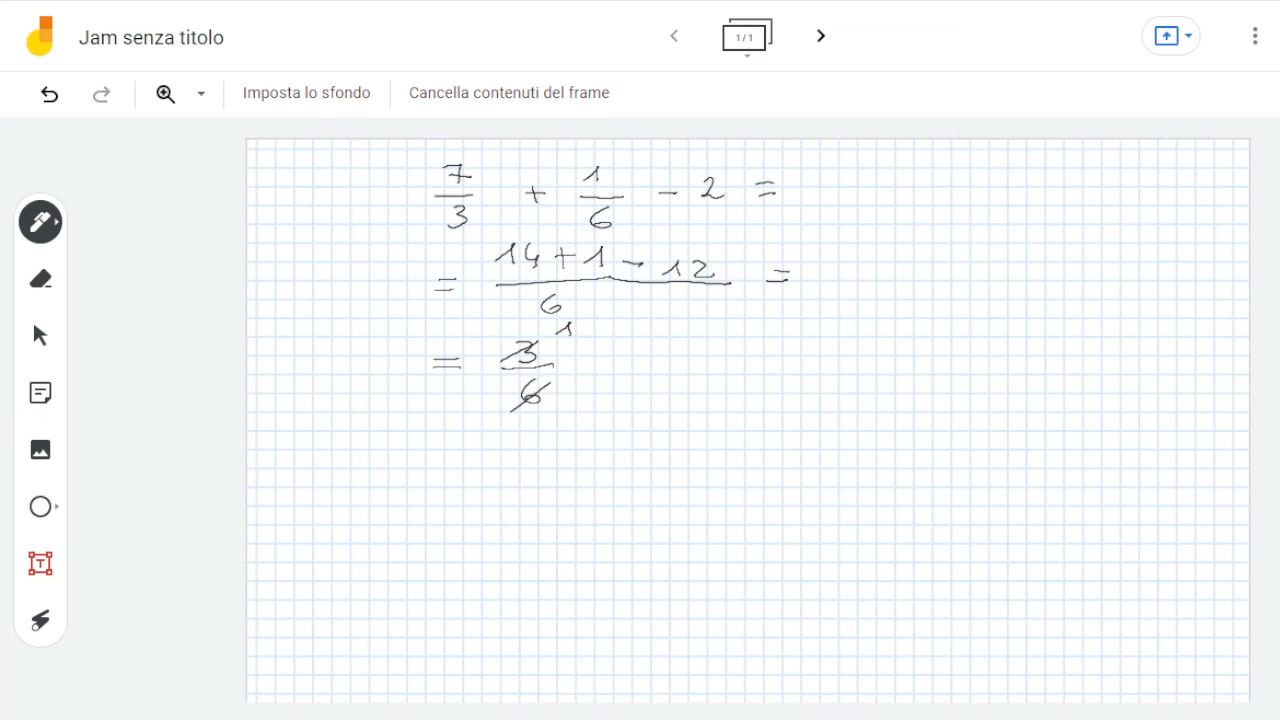 Jam senza titolo
1/1
Imposta lo sfondo
Cancella contenuti del frame
7/3 + 1/6 - 2 =
= 14 + 1 - 12 / 6 =
= 3/6 1
T